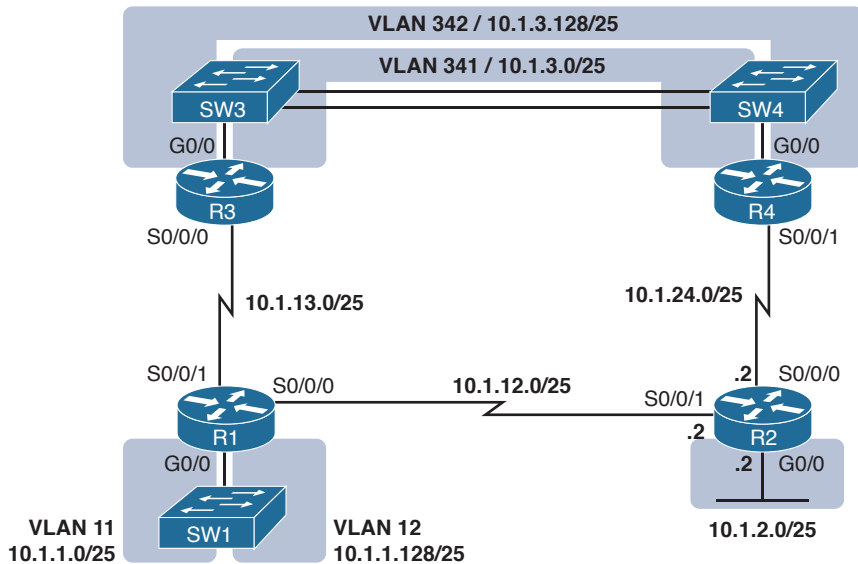 VLAN 342 / 10.1.3.128/25
VLAN 341 / 10.1.3.0/25
SW3
SW4
G0/0
G0/0
R3
R4
S0/0/0
S0/0/1
10.1.13.0/25
10.1.24.0/25
S0/0/1
S0/0/0
10.1.12.0/25
S0/0/1
.2
S0/0/0
.2
R1
R2
G0/0
.2
G0/0
VLAN 11
10.1.1.0/25
SW1
VLAN 12
10.1.1.128/25
10.1.2.0/25